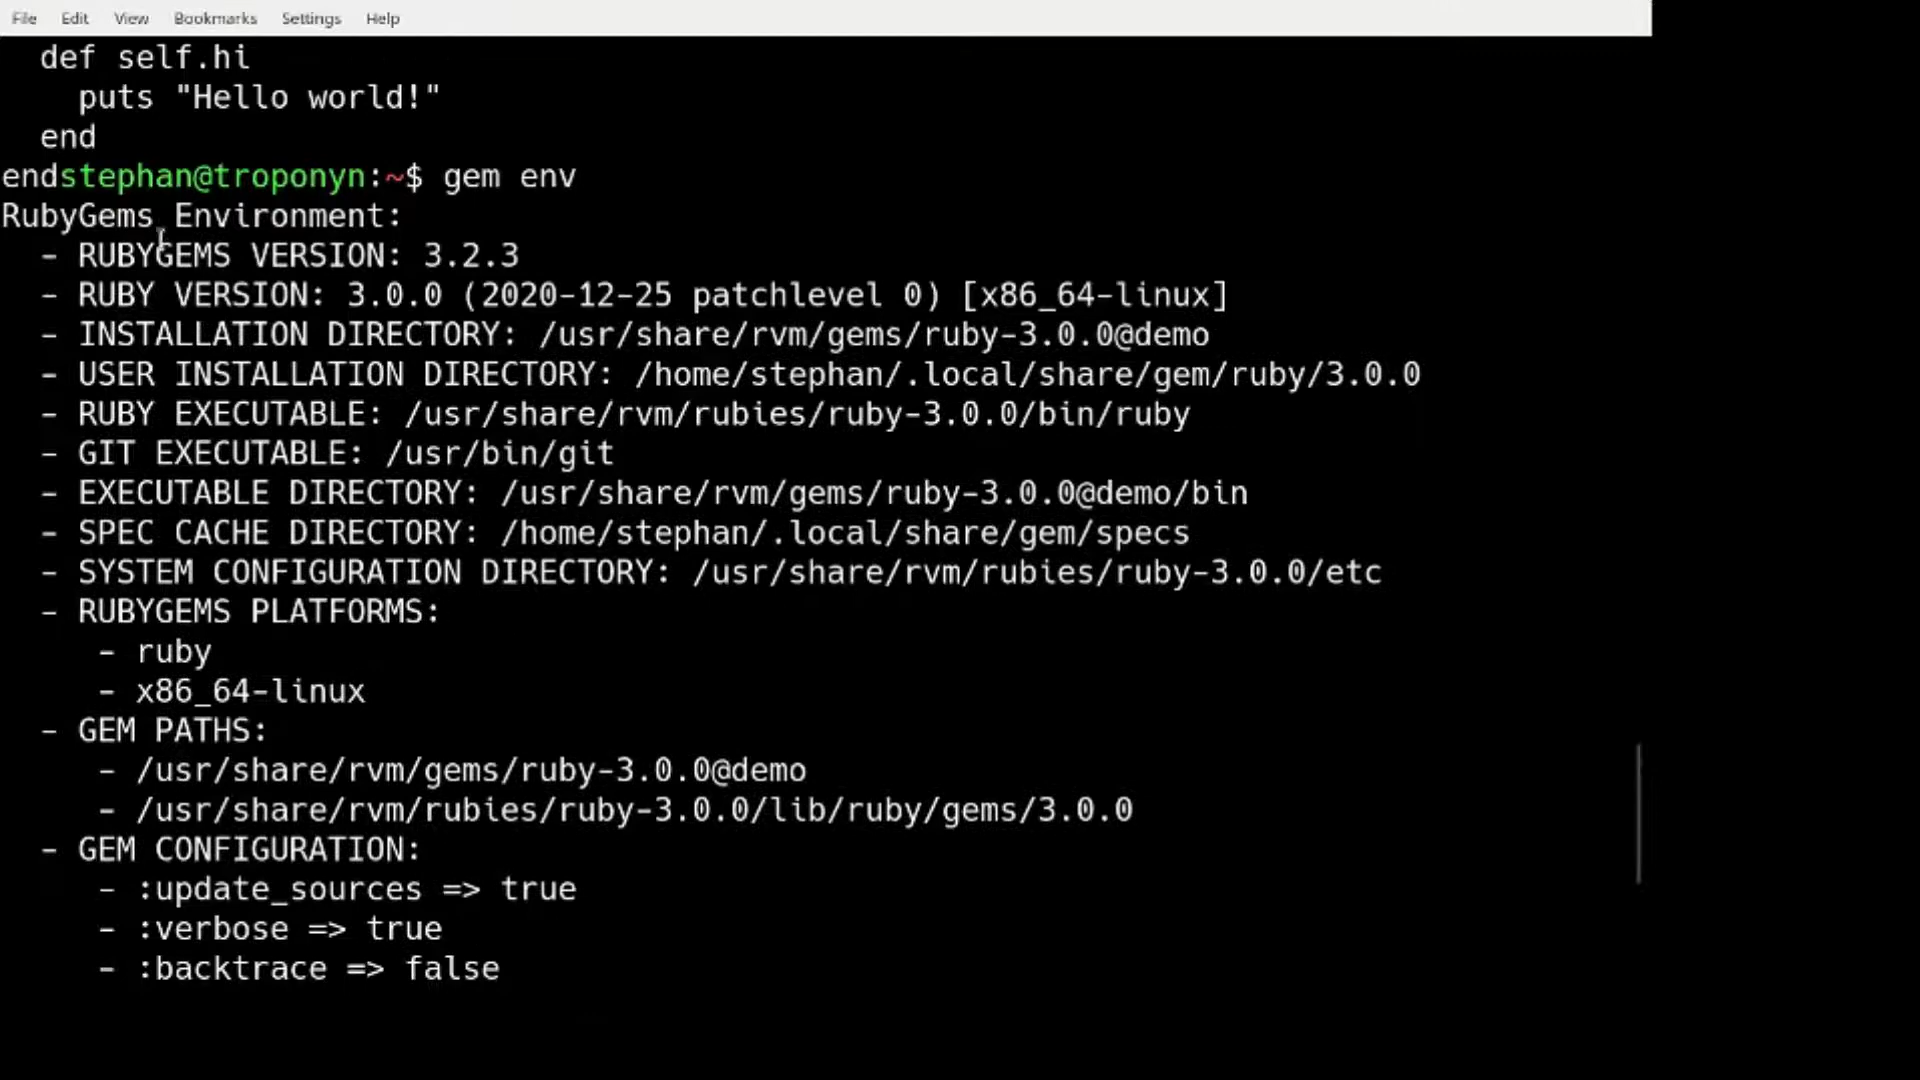 File Edit View Bookmarks Settings Help
def self.hi
puts "Hello world!"
end
endstephan@troponyn:~$ gem env
RubyGems Environment:
- RUBYGEMS VERSION: 3.2.3
- RUBY VERSION: 3.0.0 (2020-12-25 patchlevel 0) [x86_64-linux]
- INSTALLATION DIRECTORY: /usr/share/rvm/gems/ruby-3.0.0@demo
- USER INSTALLATION DIRECTORY: /home/stephan/.local/share/gem/ruby/3.0.0
- RUBY EXECUTABLE: /usr/share/rvm/rubies/ruby-3.0.0/bin/ruby
- GIT EXECUTABLE: /usr/bin/git
- EXECUTABLE DIRECTORY: /usr/share/rvm/gems/ruby-3.0.0@demo/bin
- SPEC CACHE DIRECTORY: /home/stephan/.local/share/gem/specs
- SYSTEM CONFIGURATION DIRECTORY: /usr/share/rvm/rubies/ruby-3.0.0/etc
- RUBYGEMS PLATFORMS:
- ruby
- x86_64-linux
- GEM PATHS:
- /usr/share/rvm/gems/ruby-3.0.0@demo
- /usr/share/rvm/rubies/ruby-3.0.0/lib/ruby/gems/3.0.0
- GEM CONFIGURATION:
- :update_sources => true
- :verbose => true
- :backtrace => false